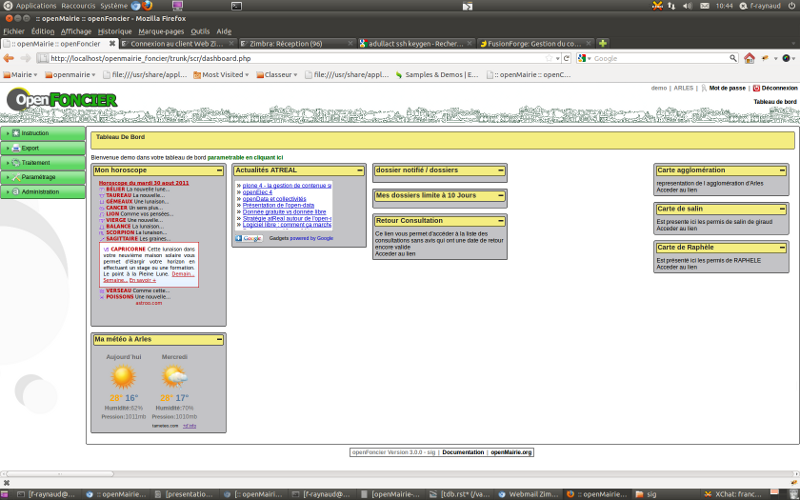 Applications Raccourcis Système
10:44 f-raynaud
:: openMairie :: openFoncier - Mozilla Firefox
Fichier Édition Affichage Historique Marque-pages Outils Aide
:: openMairie :: openFoncier Connexion au client Web Zi... Zimbra: Réception (96) adullact ssh keygen - Recher... FusionForge: Gestion du co...
http://localhost/openmairie_foncier/trunk/scr/dashboard.php Google
Mairie openmairie file:///usr/share/appl... Most Visited Classeur file:///usr/share/appl... Samples & Demos | E... :: openMairie :: openC...
OpenFONCIER
demo | ARLES | Mot de passe | Déconnexion
Tableau de bord
Instruction
Export
Traitement
Paramétrage
Administration
Tableau De Bord
Bienvenue demo dans votre tableau de bord paramétrable en cliquant ici
Mon horoscope
Horoscope du mardi 30 aout 2011
BÉLIER La nouvelle lune...
TAUREAU La nouvelle...
GÉMEAUX Une lunaison...
CANCER Un sens plus...
LION Comme vos pensées...
VIERGE Une nouvelle...
BALANCE La lunaison...
SCORPION La lunaison...
SAGITTAIRE Les graines...
CAPRICORNE Cette lunaison dans votre neuvième maison solaire vous permet d'élargir votre horizon en effectuant un stage ou une formation. Le point à la Pleine Lune. Demain... Semaine... En savoir +
VERSEAU Comme cette...
POISSONS Une nouvelle...
astroo.com
Ma météo à Arles
Aujourd'hui Mercredi
28° 16° 28° 17°
Humidité:62% Humidité:70%
Pression:1011mb Pression:1010mb
Actualités ATREAL
plone 4 - la gestion de contenue a
openElec 4
openData et collectivités
Présentation de l'open-data
Donnée gratuite vs donnée libre
Stratégie atReal autour de l'open-s
Logiciel libre : comment ça marche
Google Gadgets powered by Google
dossier notifié / dossiers
Mes dossiers limite à 10 Jours
Retour Consultation
Ce lien vous permet d'accéder à la liste des
consultations sans avis qui ont une date de retour
encore valide
Acceder au lien
Carte agglomération
representation de l agglomération d'Arles
Acceder au lien
Carte de salin
Est presente ici les permis de salin de giraud
Acceder au lien
Carte de Raphèle
Est présenté ici les permis de RAPHELE
Acceder au lien
openFoncier Version 3.0.0 - sig | Documentation | openMairie.org
[f-raynaud@... :: openMairie... [presentatio... [:: openMairi... f-raynaud@... [openMairie-... [tdb.rst* (/va... Webmail Zim... :: openMairie... sig XChat: franc...